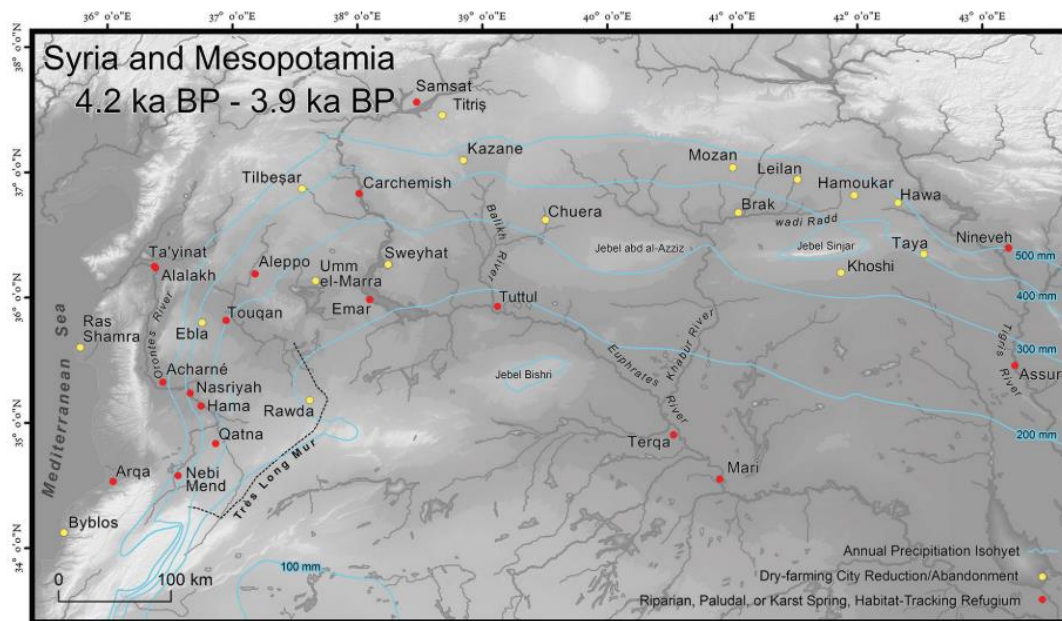 36° 0'0"E
37° 0'0"E
38° 0'0"E
39° 0'0"E
40° 0'0"E
41° 0'0"E
42° 0'0"E
43° 0'0"E
38° 0'0"N
37° 0'0"N
36° 0'0"N
35° 0'0"N
34° 0'0"N
Syria and Mesopotamia
4.2 ka BP - 3.9 ka BP
Samsat
Titriş
Kazane
Mozan
Leilan
Hamoukar
Hawa
Tilbeşar
Carchemish
Brak
wadi Radd
Balikh River
Chuera
Jebel abd al-Azziz
Jebel Sinjar
Taya
Nineveh
Khoshi
500 mm
Ta'yinat
Alalakh
Aleppo
Umm
el-Marra
Sweyhat
400 mm
Emar
Tuttul
Touqan
Ebla
Orontes River
Ras
Shamra
Mediterranean Sea
Khabur River
Euphrates
River
Tigris
River
300 mm
Assur
Jebel Bishri
Acharné
Nasriyah
Hama
Rawda
Qatna
Terqa
200 mm
Mari
Très Long Mur
Arqa
Nebi
Mend
Byblos
100 mm
0
100 km
Annual Precipitiation Isohyet
Dry-farming City Reduction/Abandonment
Riparian, Paludal, or Karst Spring, Habitat-Tracking Refugium